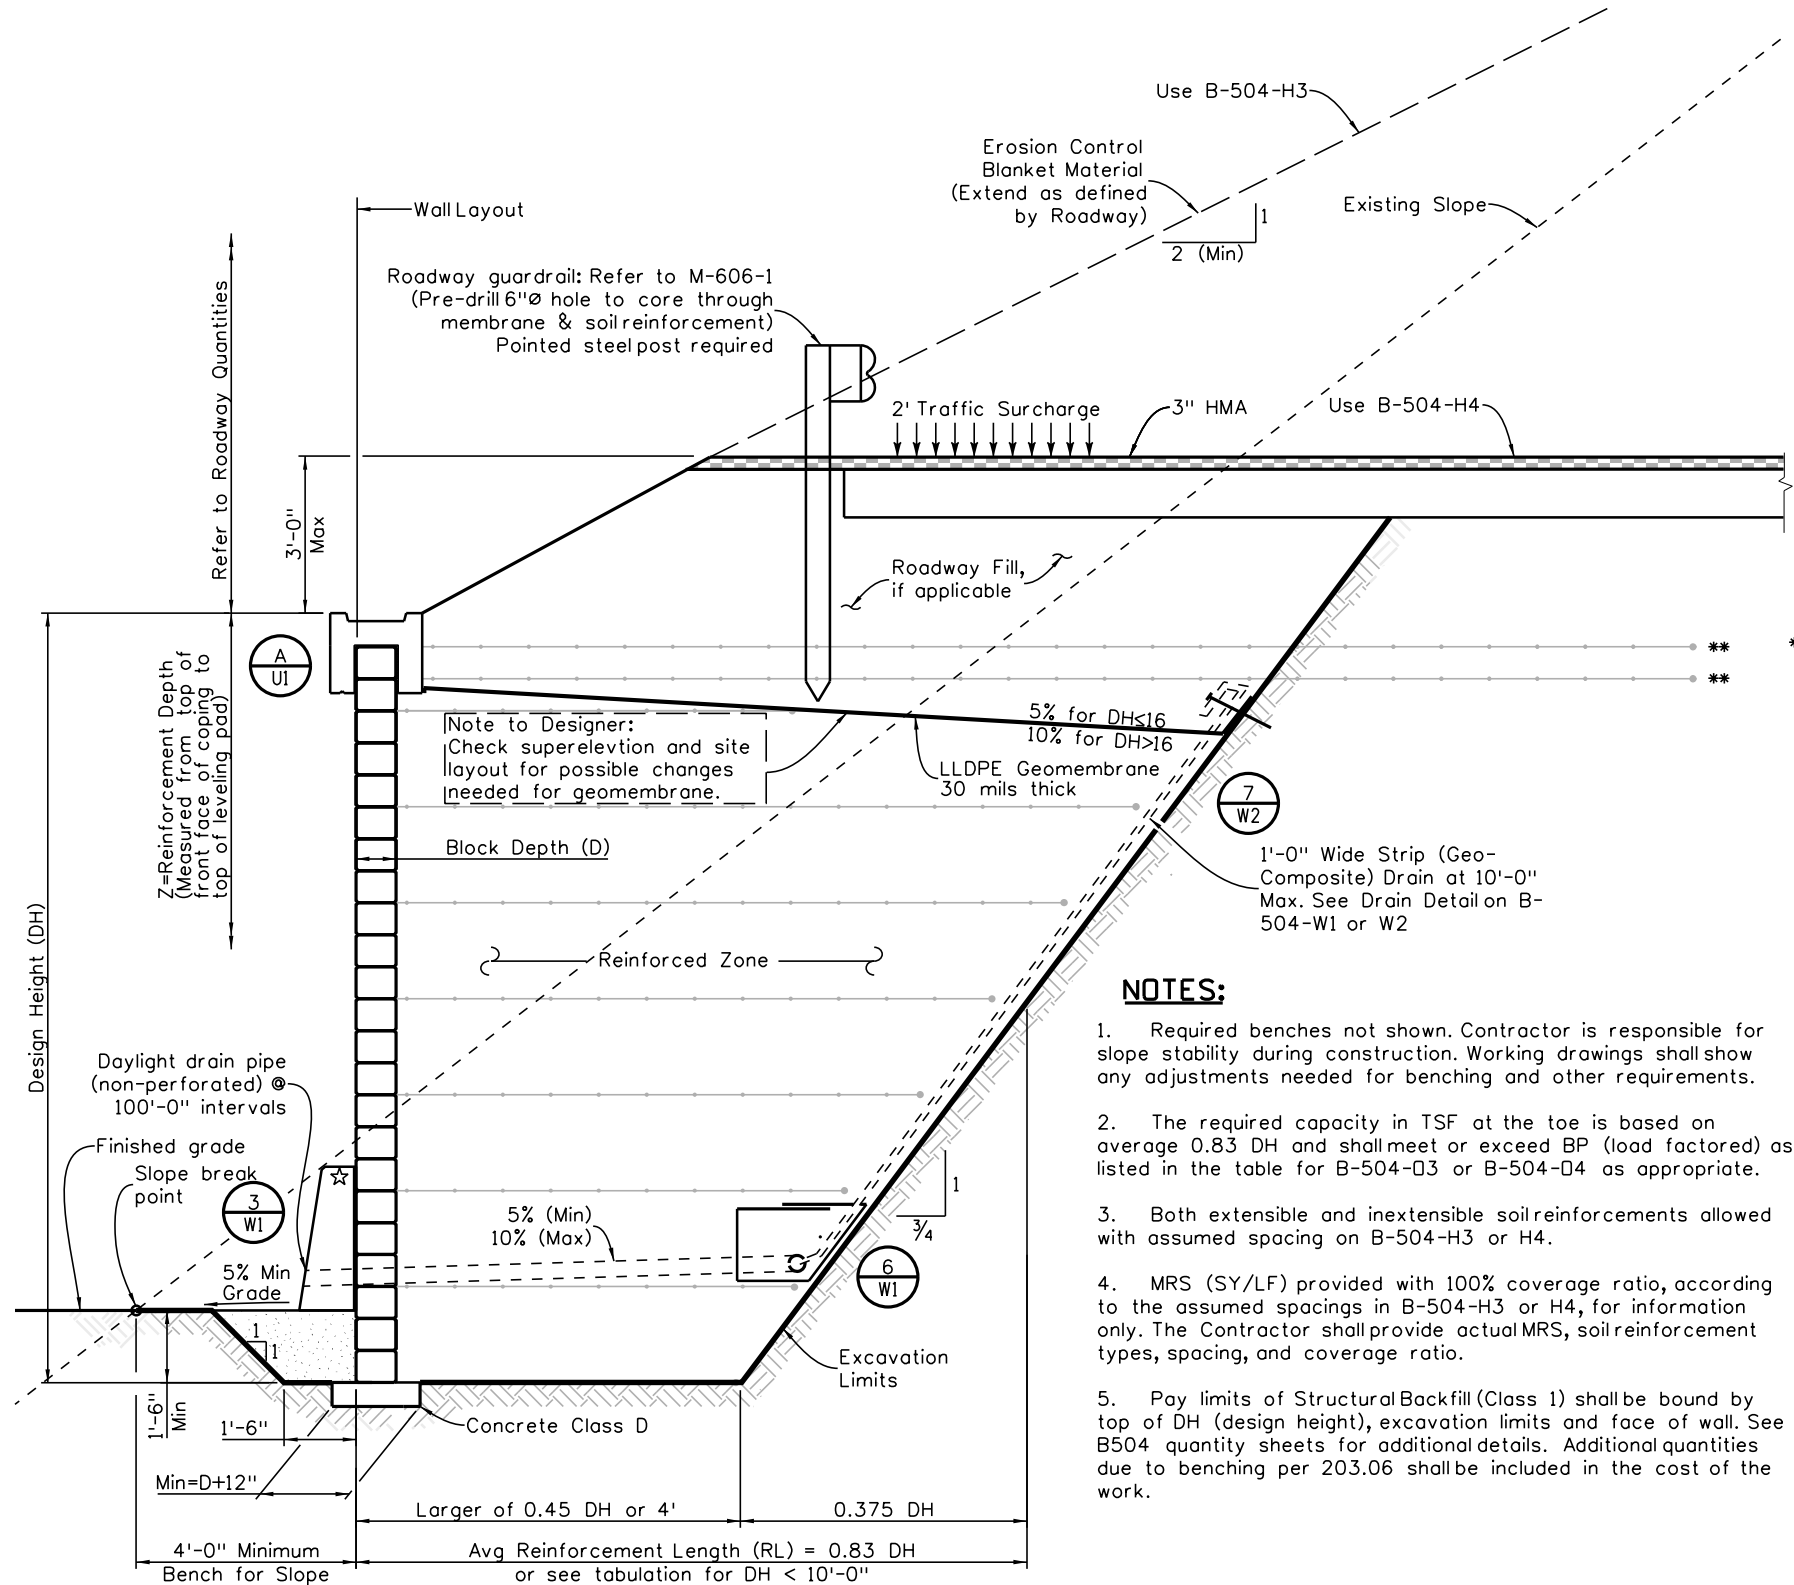 Use B-504-H3
Erosion Control
Blanket Material
(Extend as defined
by Roadway)
1
2 (Min)
Existing Slope
Wall Layout
Roadway guardrail: Refer to M-606-1
(Pre-drill 6"Ø hole to core through
membrane & soil reinforcement)
Pointed steel post required
Refer to Roadway Quantities
2' Traffic Surcharge
3" HMA
Use B-504-H4
3'-0"
Max
Roadway Fill,
if applicable
A
U1
**
**
*
Z=Reinforcement Depth
(Measured from top of
front face of coping to
top of leveling pad)
Note to Designer:
Check superelevtion and site
layout for possible changes
needed for geomembrane.
5% for DH≤16
10% for DH>16
LLDPE Geomembrane
30 mils thick
7
W2
Block Depth (D)
1'-0" Wide Strip (Geo-
Composite) Drain at 10'-0"
Max. See Drain Detail on B-
504-W1 or W2
Design Height (DH)
Reinforced Zone
Daylight drain pipe
(non-perforated) @
100'-0" intervals
Finished grade
Slope break
point
3
W1
☆
5% (Min)
10% (Max)
1
3/4
6
W1
5% Min
Grade
1
1
Excavation
Limits
1'-6"
Min
1'-6"
Concrete Class D
Min=D+12"
Larger of 0.45 DH or 4'
0.375 DH
4'-0" Minimum
Bench for Slope
Avg Reinforcement Length (RL) = 0.83 DH
or see tabulation for DH < 10'-0"
NOTES:
1. Required benches not shown. Contractor is responsible for
slope stability during construction. Working drawings shall show
any adjustments needed for benching and other requirements.
2. The required capacity in TSF at the toe is based on
average 0.83 DH and shall meet or exceed BP (load factored) as
listed in the table for B-504-O3 or B-504-O4 as appropriate.
3. Both extensible and inextensible soil reinforcements allowed
with assumed spacing on B-504-H3 or H4.
4. MRS (SY/LF) provided with 100% coverage ratio, according
to the assumed spacings in B-504-H3 or H4, for information
only. The Contractor shall provide actual MRS, soil reinforcement
types, spacing, and coverage ratio.
5. Pay limits of Structural Backfill (Class 1) shall be bound by
top of DH (design height), excavation limits and face of wall. See
B504 quantity sheets for additional details. Additional quantities
due to benching per 203.06 shall be included in the cost of the
work.